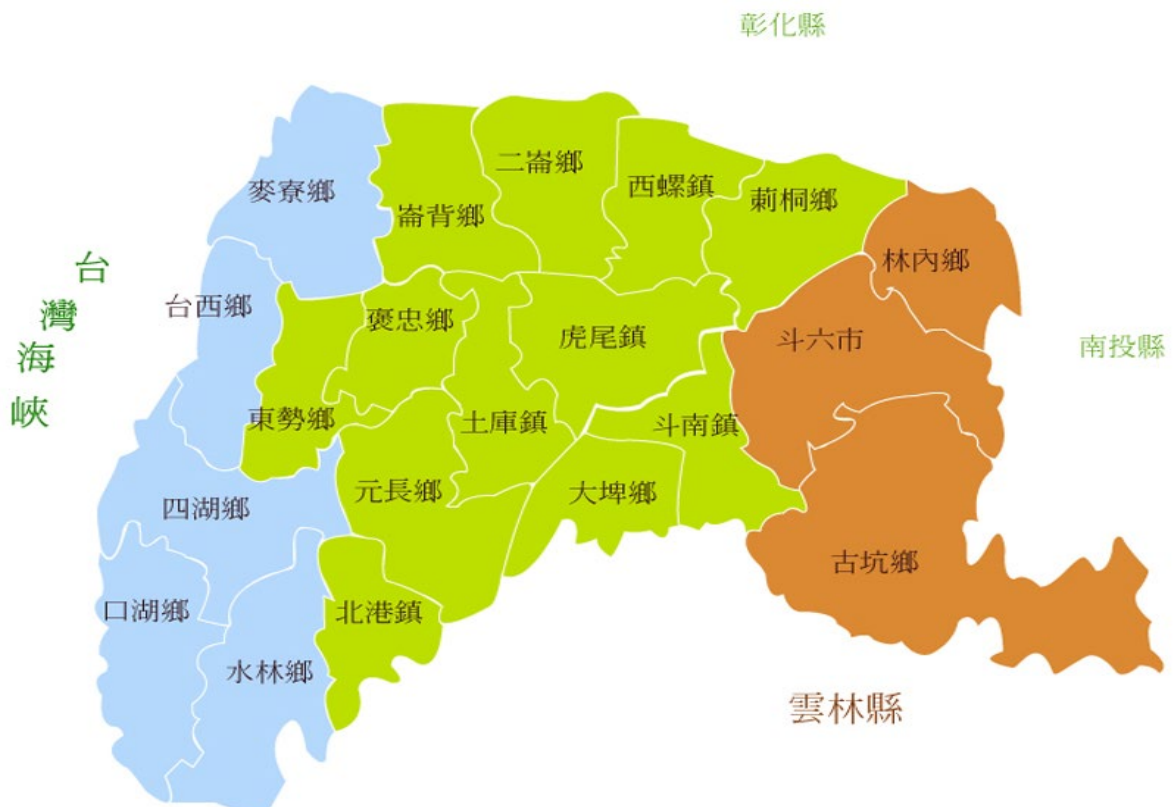 彰化縣
二崙鄉
西螺鎮
莿桐鄉
麥寮鄉
崙背鄉
林內鄉
台灣海峽
台西鄉
褒忠鄉
虎尾鎮
斗六市
南投縣
東勢鄉
土庫鎮
斗南鎮
四湖鄉
元長鄉
大埤鄉
古坑鄉
口湖鄉
北港鎮
水林鄉
雲林縣